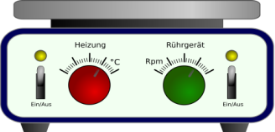 Heizung
Rührgerät
°C
Rpm
Ein/Aus
Ein/Aus